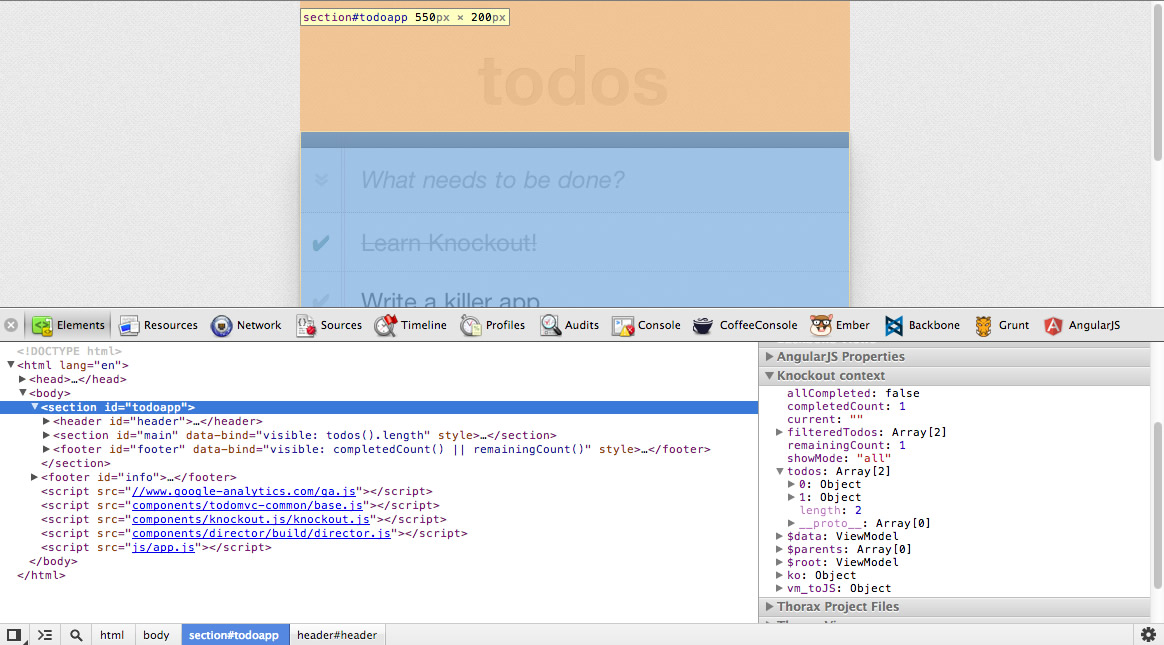 section#todoapp 550px × 200px
todos
What needs to be done?
Learn Knockout!
Write a killer app
Elements Resources Network Sources Timeline Profiles Audits Console CoffeeConsole Ember Backbone Grunt AngularJS
<!DOCTYPE html>
<html lang="en">
<head>…</head>
<body>
<section id="todoapp">
<header id="header">…</header>
<section id="main" data-bind="visible: todos().length" style>…</section>
<footer id="footer" data-bind="visible: completedCount() || remainingCount()" style>…</footer>
</section>
<footer id="info">…</footer>
<script src="//www.google-analytics.com/ga.js"></script>
<script src="components/todomvc-common/base.js"></script>
<script src="components/knockout.js/knockout.js"></script>
<script src="components/director/build/director.js"></script>
<script src="js/app.js"></script>
</body>
</html>
AngularJS Properties
Knockout context
allCompleted: false
completedCount: 1
current: ""
filteredTodos: Array[2]
remainingCount: 1
showMode: "all"
todos: Array[2]
0: Object
1: Object
length: 2
__proto__: Array[0]
$data: ViewModel
$parents: Array[0]
$root: ViewModel
ko: Object
vm_toJS: Object
Thorax Project Files
html body section#todoapp header#header